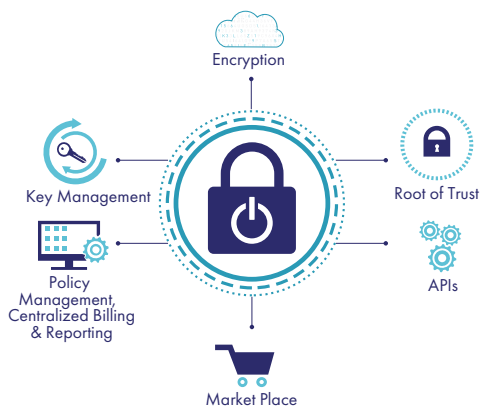 Encryption
Key Management
Root of Trust
Policy
Management,
Centralized Billing
& Reporting
APIs
Market Place